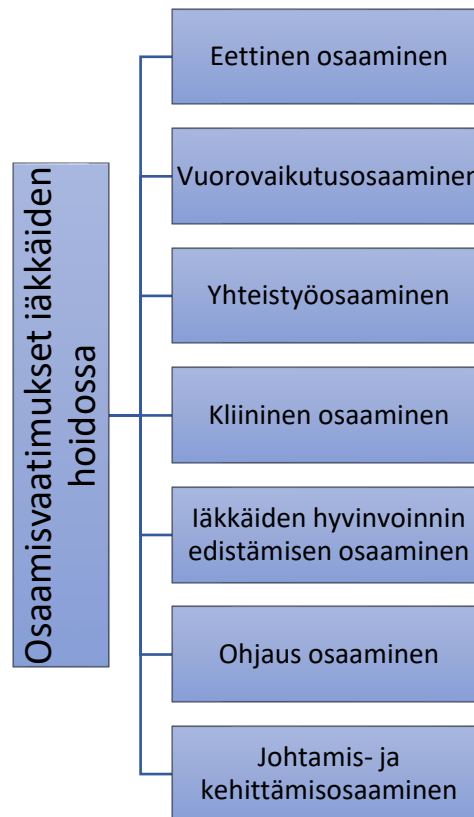 Osaamisvaatimukset iäkkäiden
hoidossa
Eettinen osaaminen
Vuorovaikutusosaaminen
Yhteistyöosaaminen
Kliininen osaaminen
Iäkkäiden hyvinvoinnin
edistämisen osaaminen
Ohjaus osaaminen
Johtamis- ja
kehittämisosaaminen